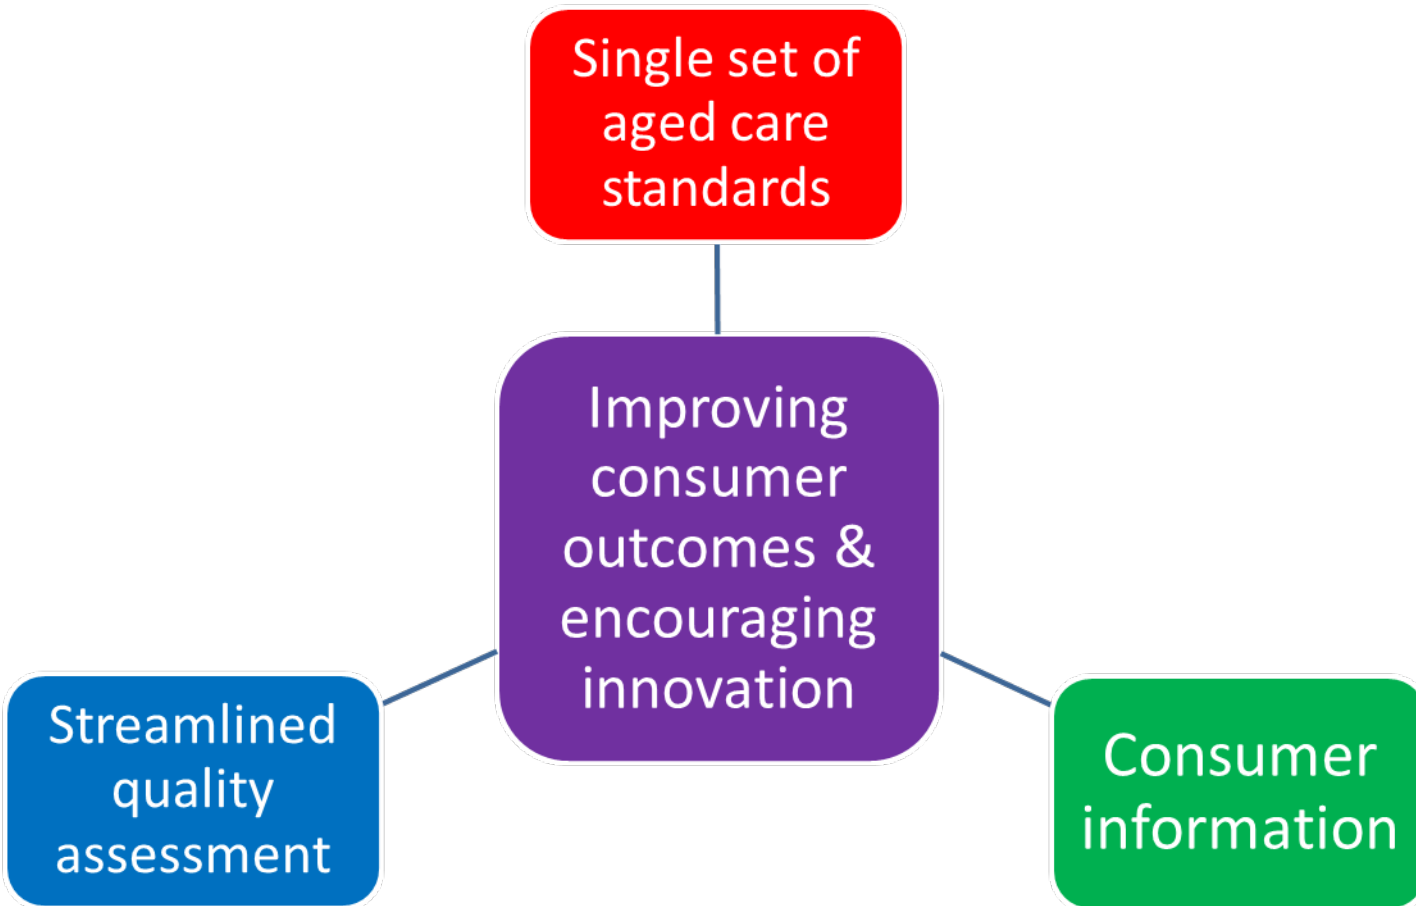 Single set of
aged care
standards
Improving
consumer
outcomes &
encouraging
innovation
Streamlined
quality
assessment
Consumer
information